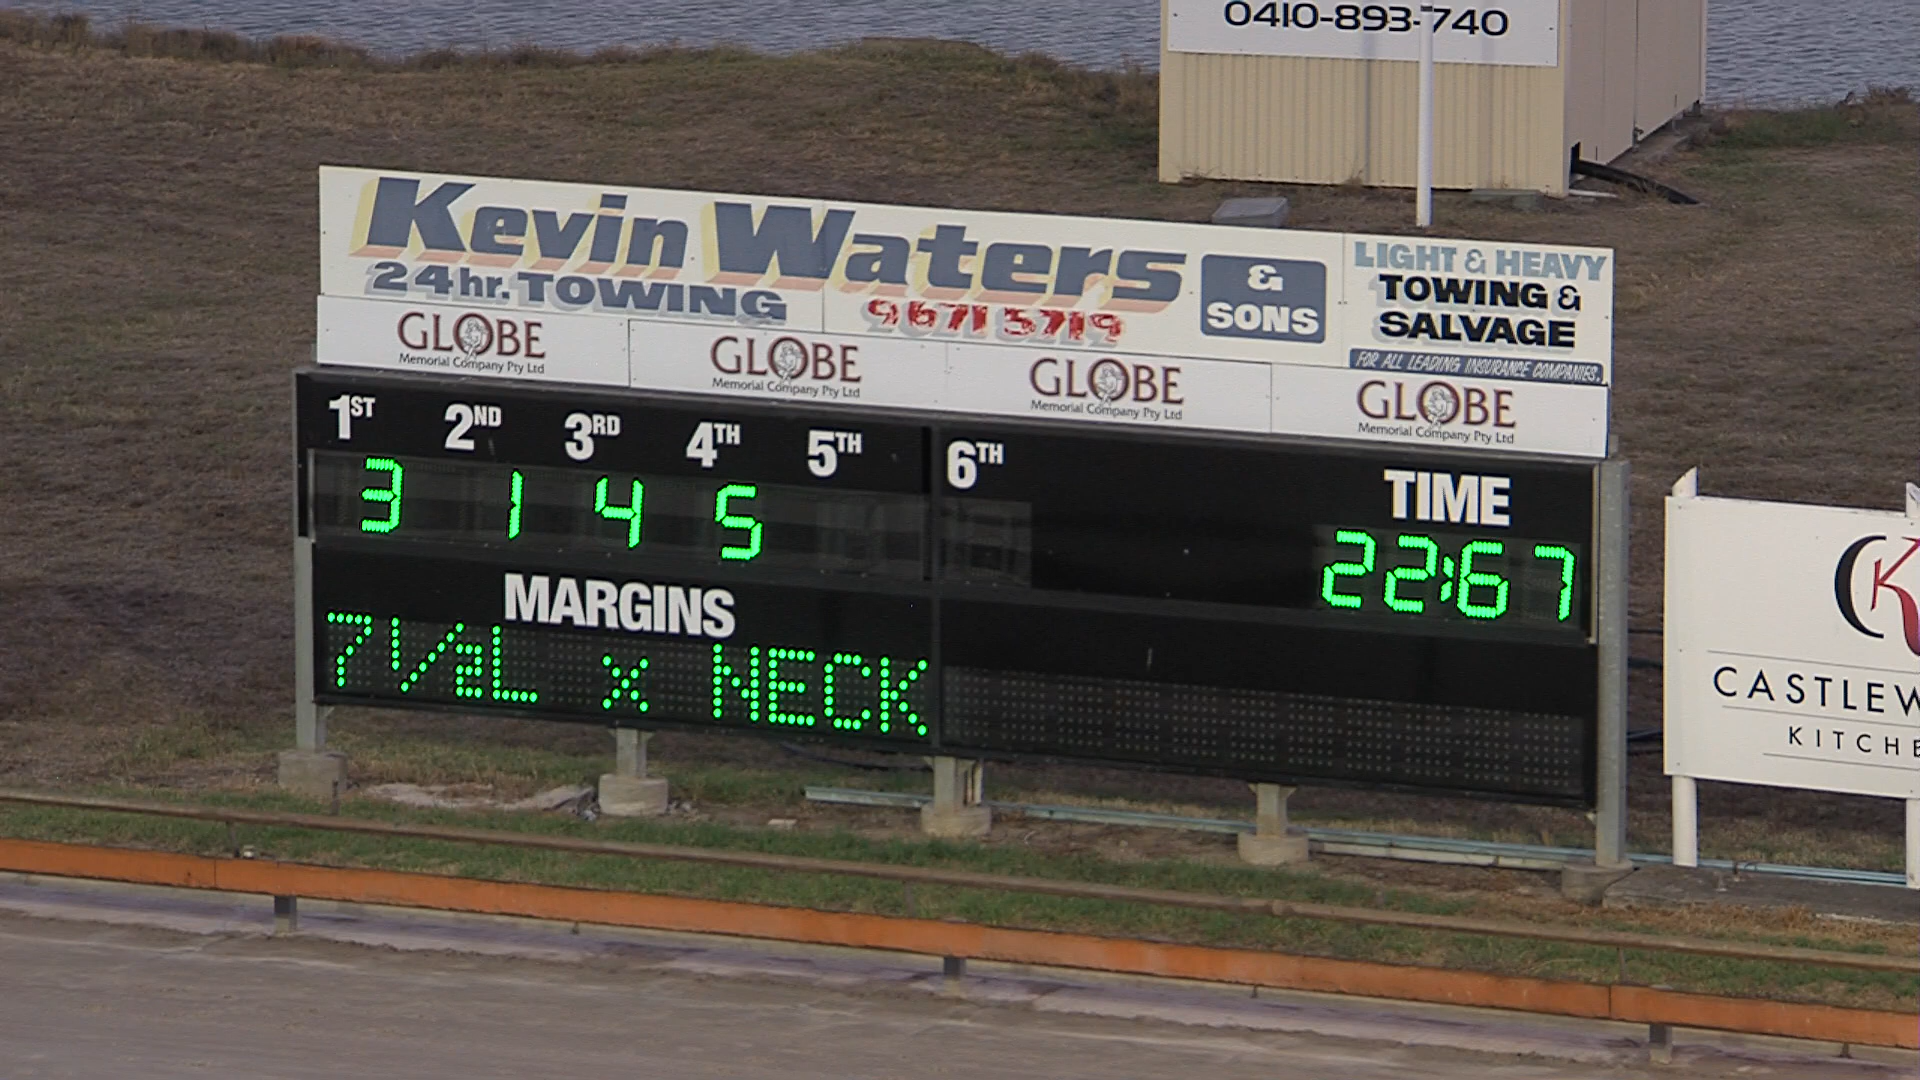 0410-893-740
Kevin Waters & SONS
24hr. TOWING 9671 5719
LIGHT & HEAVY
TOWING &
SALVAGE
FOR ALL LEADING INSURANCE COMPANIES.
GLOBE GLOBE GLOBE GLOBE
Memorial Company Pty Ltd Memorial Company Pty Ltd Memorial Company Pty Ltd Memorial Company Pty Ltd
1ST 2ND 3RD 4TH 5TH 6TH TIME
3 1 4 5 22:67
MARGINS
7 1/2L x NECK
CK
CASTLEW
KITCHE